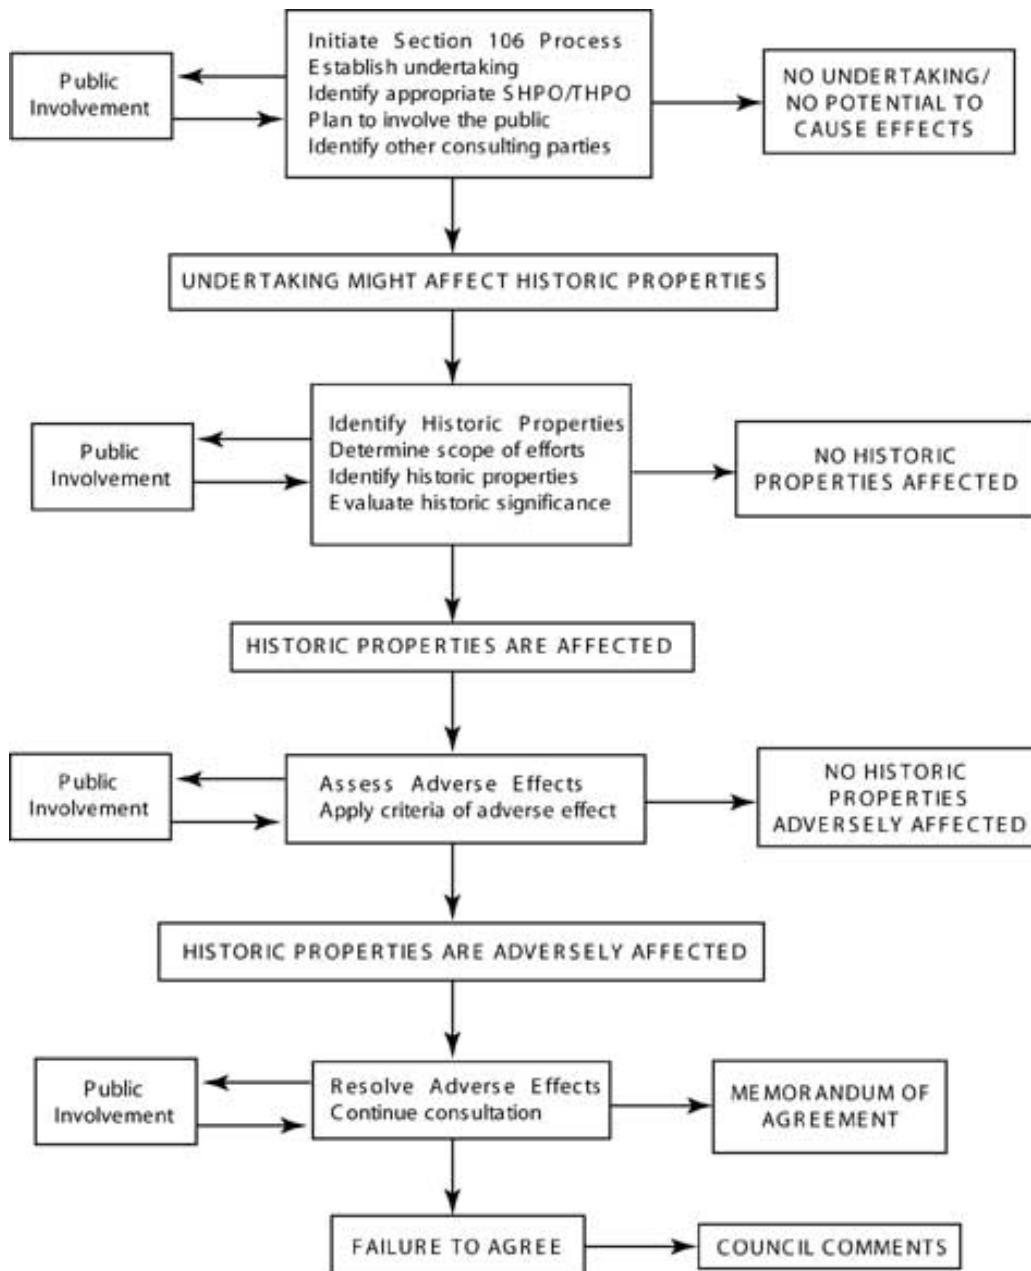 Initiate Section 106 Process
Establish undertaking
Identify appropriate SHPO/THPO
Plan to involve the public
Identify other consulting parties
Public
Involvement
NO UNDERTAKING/
NO POTENTIAL TO
CAUSE EFFECTS
UNDERTAKING MIGHT AFFECT HISTORIC PROPERTIES
Identify Historic Properties
Determine scope of efforts
Identify historic properties
Evaluate historic significance
Public
Involvement
NO HISTORIC
PROPERTIES AFFECTED
HISTORIC PROPERTIES ARE AFFECTED
Assess Adverse Effects
Apply criteria of adverse effect
Public
Involvement
NO HISTORIC
PROPERTIES
ADVERSELY AFFECTED
HISTORIC PROPERTIES ARE ADVERSELY AFFECTED
Resolve Adverse Effects
Continue consultation
Public
Involvement
MEMORANDUM OF
AGREEMENT
FAILURE TO AGREE
COUNCIL COMMENTS